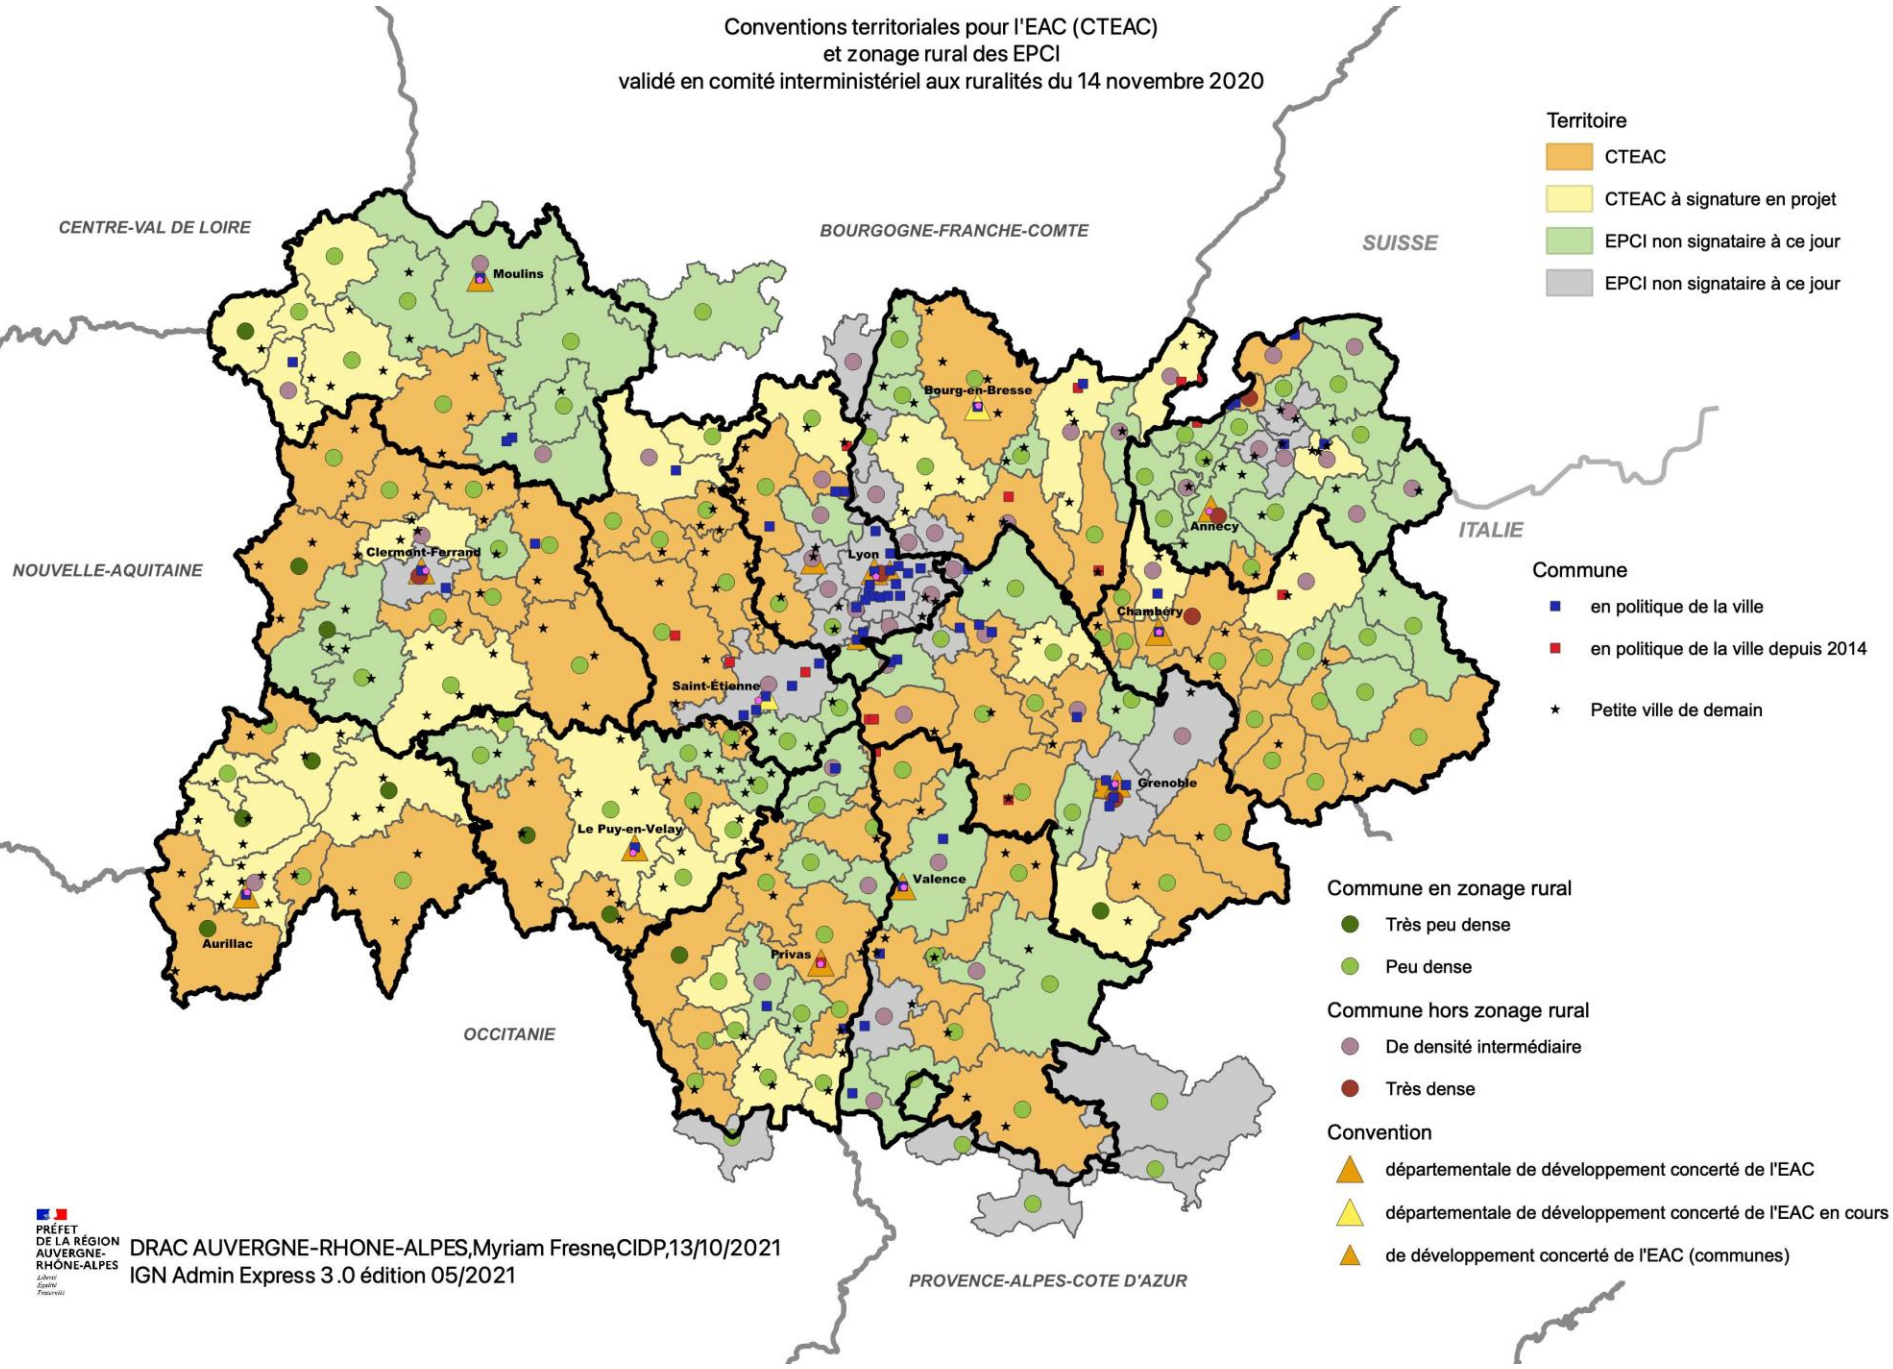 Conventions territoriales pour l'EAC (CTEAC)
et zonage rural des EPCI
validé en comité interministériel aux ruralités du 14 novembre 2020
Territoire
CTEAC
CTEAC à signature en projet
EPCI non signataire à ce jour
EPCI non signataire à ce jour
CENTRE-VAL DE LOIRE
BOURGOGNE-FRANCHE-COMTE
SUISSE
Moulins
Bourg-en-Bresse
Annecy
ITALIE
Clermont-Ferrand
Lyon
NOUVELLE-AQUITAINE
Chambéry
Commune
en politique de la ville
en politique de la ville depuis 2014
Petite ville de demain
Saint-Étienne
Grenoble
Le Puy-en-Velay
Valence
Aurillac
Privas
Commune en zonage rural
Très peu dense
Peu dense
Commune hors zonage rural
De densité intermédiaire
Très dense
OCCITANIE
Convention
départementale de développement concerté de l'EAC
départementale de développement concerté de l'EAC en cours
de développement concerté de l'EAC (communes)
PROVENCE-ALPES-COTE D'AZUR
PRÉFET
DE LA RÉGION
AUVERGNE-
RHÔNE-ALPES
Liberté
Égalité
Fraternité
DRAC AUVERGNE-RHONE-ALPES,Myriam Fresne,CIDP,13/10/2021
IGN Admin Express 3.0 édition 05/2021